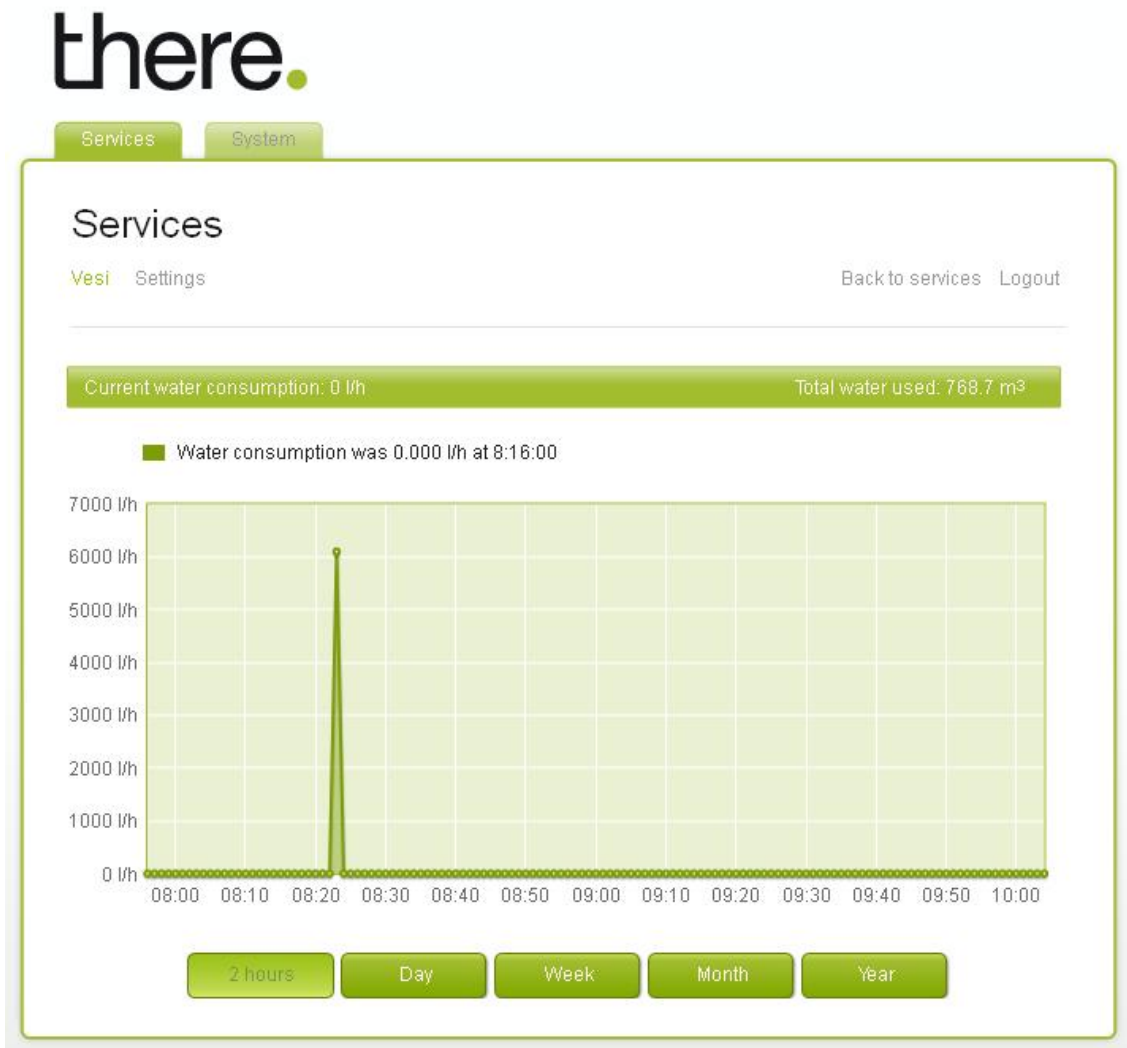 there.
Services System
Services
Vesi Settings Back to services Logout
Current water consumption: 0 l/h Total water used: 768.7 m³
Water consumption was 0.000 l/h at 8:16:00
7000 l/h
6000 l/h
5000 l/h
4000 l/h
3000 l/h
2000 l/h
1000 l/h
0 l/h
08:00 08:10 08:20 08:30 08:40 08:50 09:00 09:10 09:20 09:30 09:40 09:50 10:00
2 hours Day Week Month Year